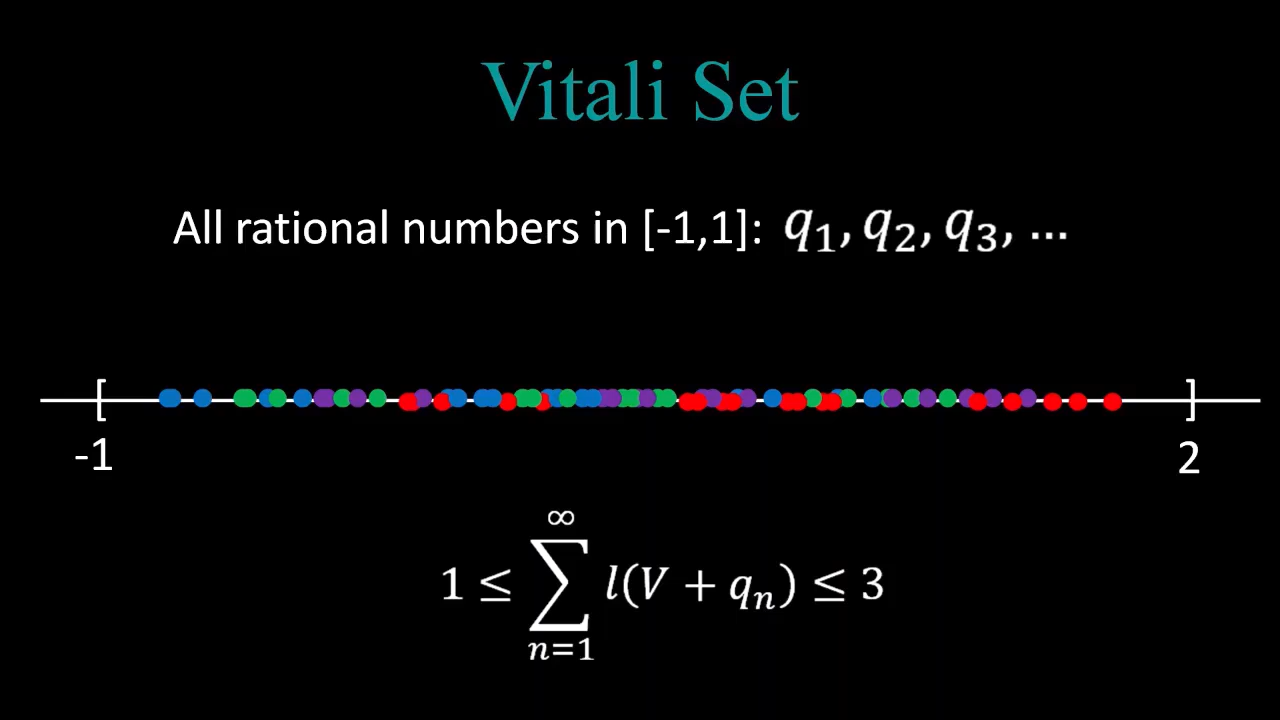 Vitali Set
All rational numbers in [-1,1]: q₁, q₂, q₃, ...
[ ]
-1 2
∞
1 ≤ ∑ l(V + qₙ) ≤ 3
n=1